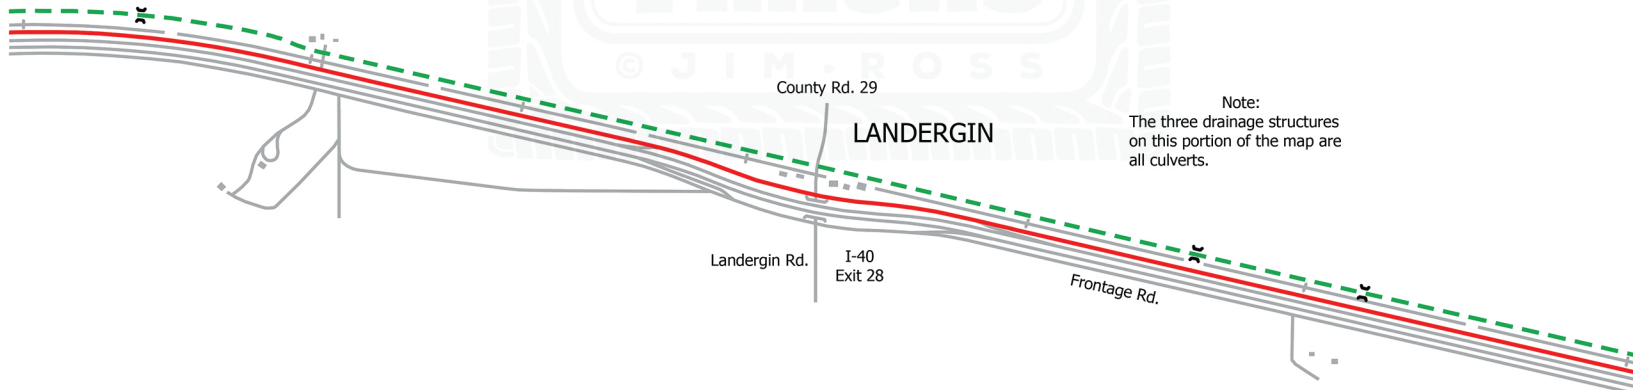 © JIM • ROSS
County Rd. 29
LANDERGIN
Note:
The three drainage structures
on this portion of the map are
all culverts.
Landergin Rd.
I-40
Exit 28
Frontage Rd.